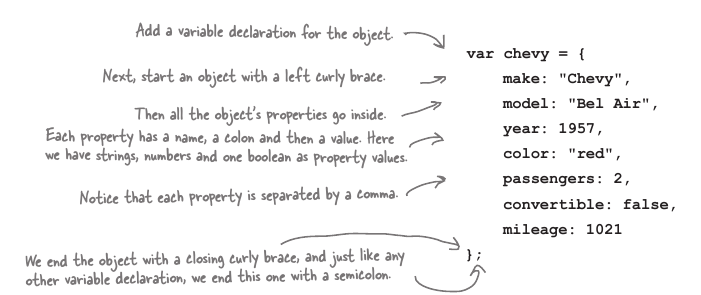 Add a variable declaration for the object.
var chevy = {
Next, start an object with a left curly brace.
make: "Chevy",
Then all the object's properties go inside.
model: "Bel Air",
Each property has a name, a colon and then a value. Here
we have strings, numbers and one boolean as property values.
year: 1957,
color: "red",
Notice that each property is separated by a comma.
passengers: 2,
convertible: false,
mileage: 1021
We end the object with a closing curly brace, and just like any
other variable declaration, we end this one with a semicolon.
};